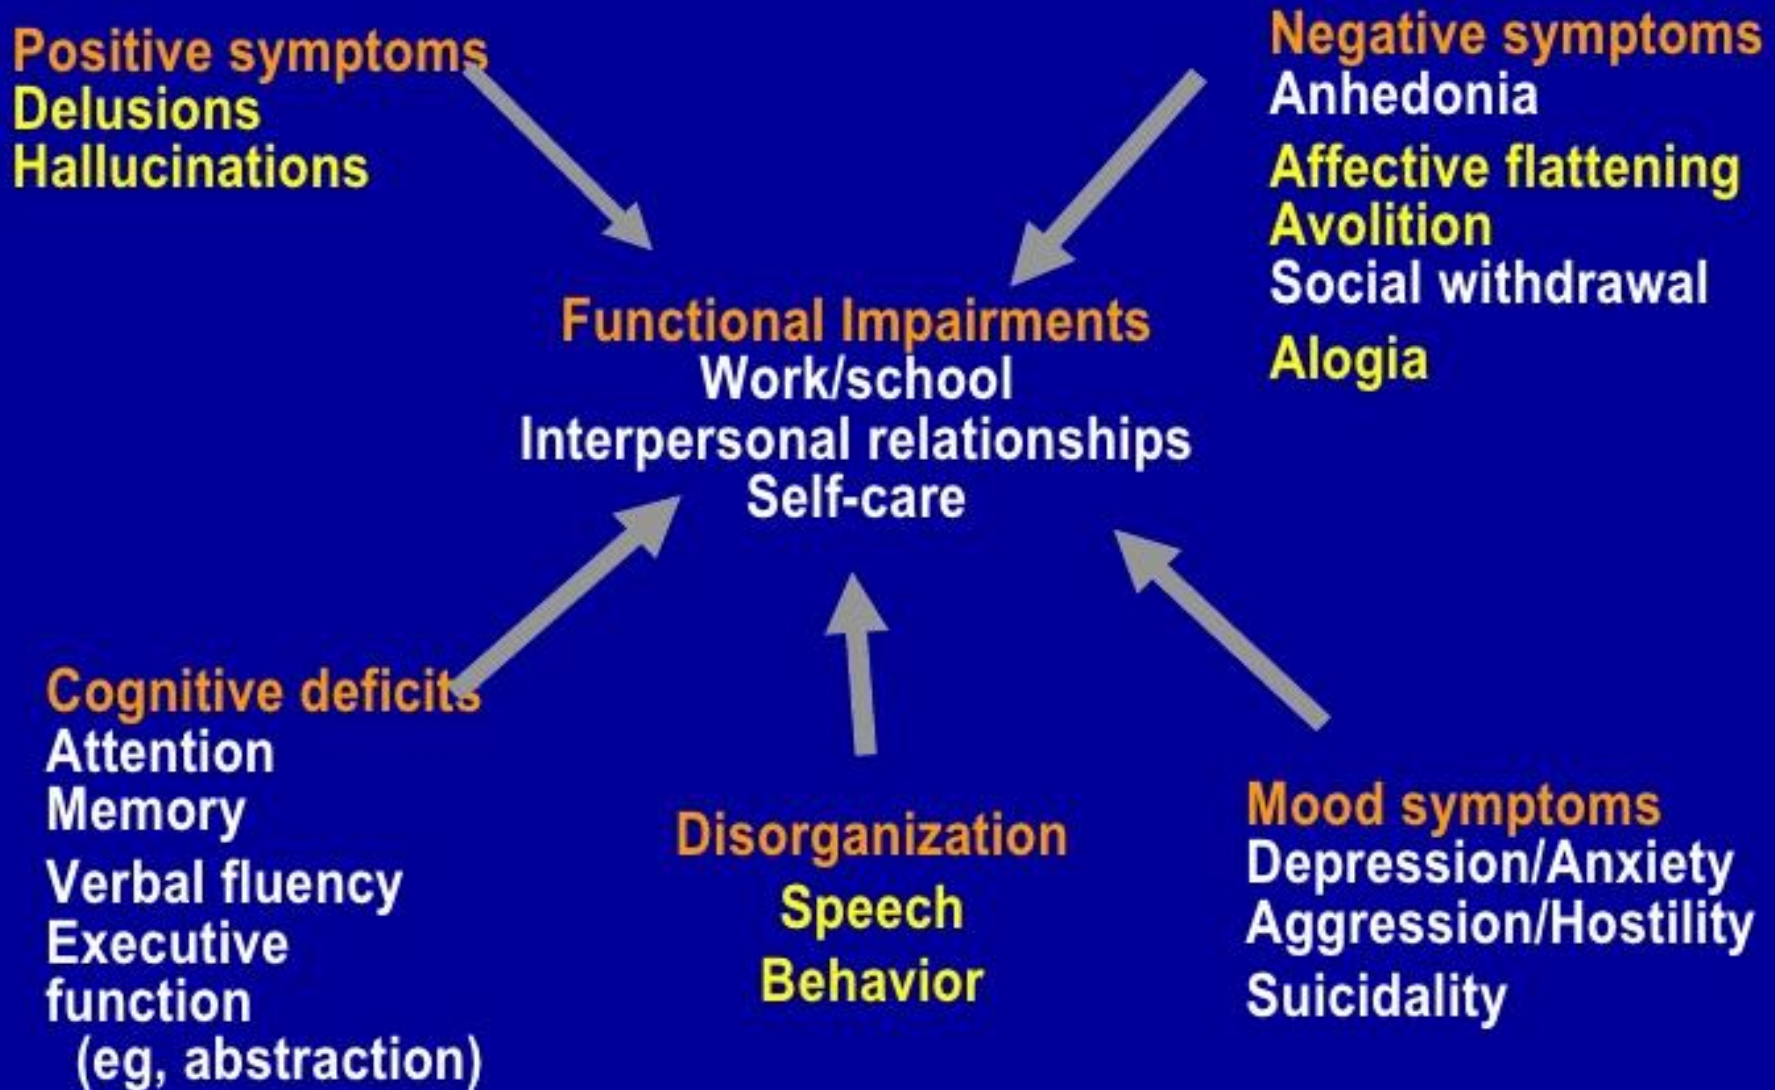 Positive symptoms
Delusions
Hallucinations
Negative symptoms
Anhedonia
Affective flattening
Avolition
Social withdrawal
Alogia
Functional Impairments
Work/school
Interpersonal relationships
Self-care
Cognitive deficits
Attention
Memory
Verbal fluency
Executive
function
(eg, abstraction)
Disorganization
Speech
Behavior
Mood symptoms
Depression/Anxiety
Aggression/Hostility
Suicidality